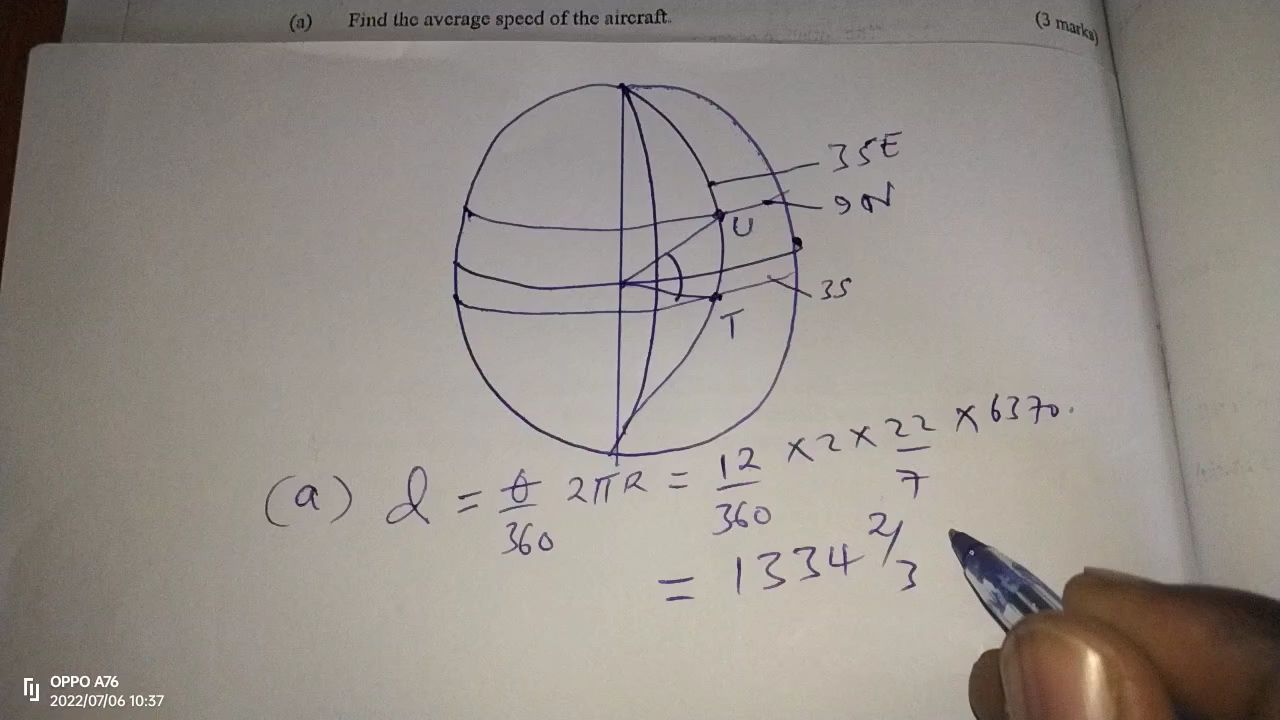 (a) Find the average speed of the aircraft. (3 marks)
35E
9N
U
3S
T
(a) d = θ/360 2πR = 12/360 × 2 × 22/7 × 6370.
= 1334 2/3
OPPO A76
2022/07/06 10:37